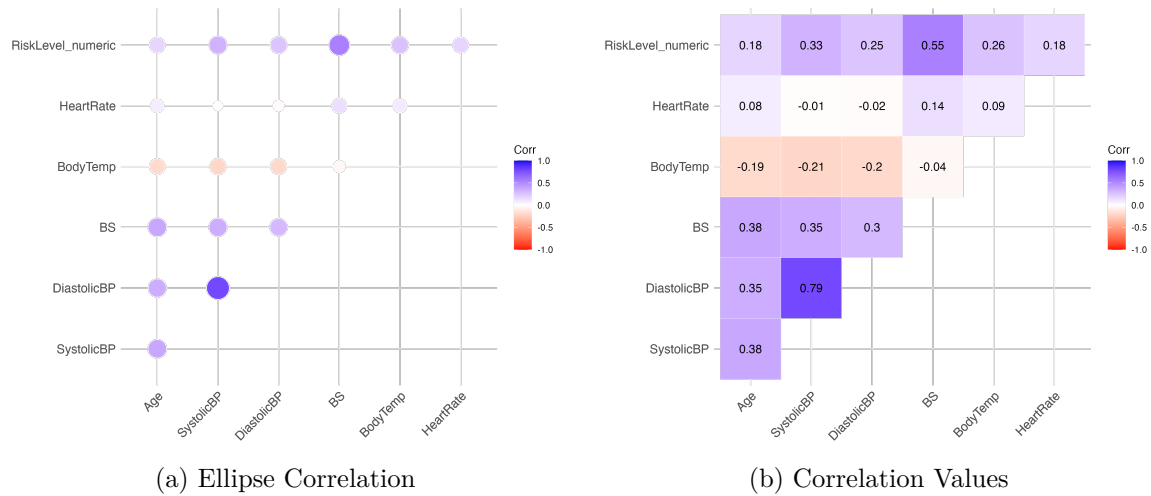 RiskLevel_numeric
HeartRate
BodyTemp
BS
DiastolicBP
SystolicBP
Age
SystolicBP
DiastolicBP
BS
BodyTemp
HeartRate
Corr
1.0
0.5
0.0
-0.5
-1.0
(a) Ellipse Correlation
RiskLevel_numeric 0.18 0.33 0.25 0.55 0.26 0.18
HeartRate 0.08 -0.01 -0.02 0.14 0.09
BodyTemp -0.19 -0.21 -0.2 -0.04
BS 0.38 0.35 0.3
DiastolicBP 0.35 0.79
SystolicBP 0.38
Age
SystolicBP
DiastolicBP
BS
BodyTemp
HeartRate
Corr
1.0
0.5
0.0
-0.5
-1.0
(b) Correlation Values